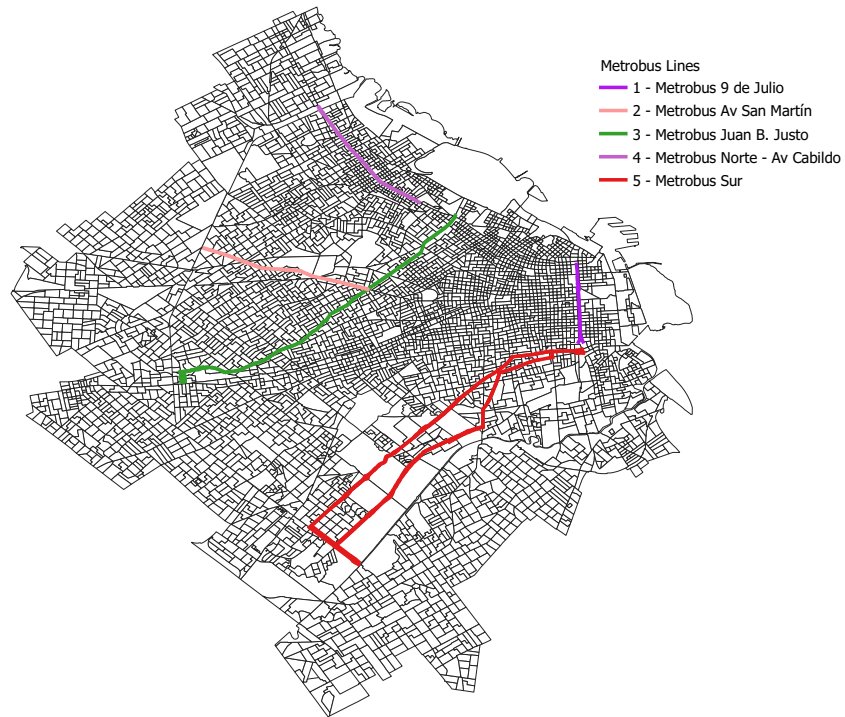 Metrobus Lines
1 - Metrobus 9 de Julio
2 - Metrobus Av San Martín
3 - Metrobus Juan B. Justo
4 - Metrobus Norte - Av Cabildo
5 - Metrobus Sur